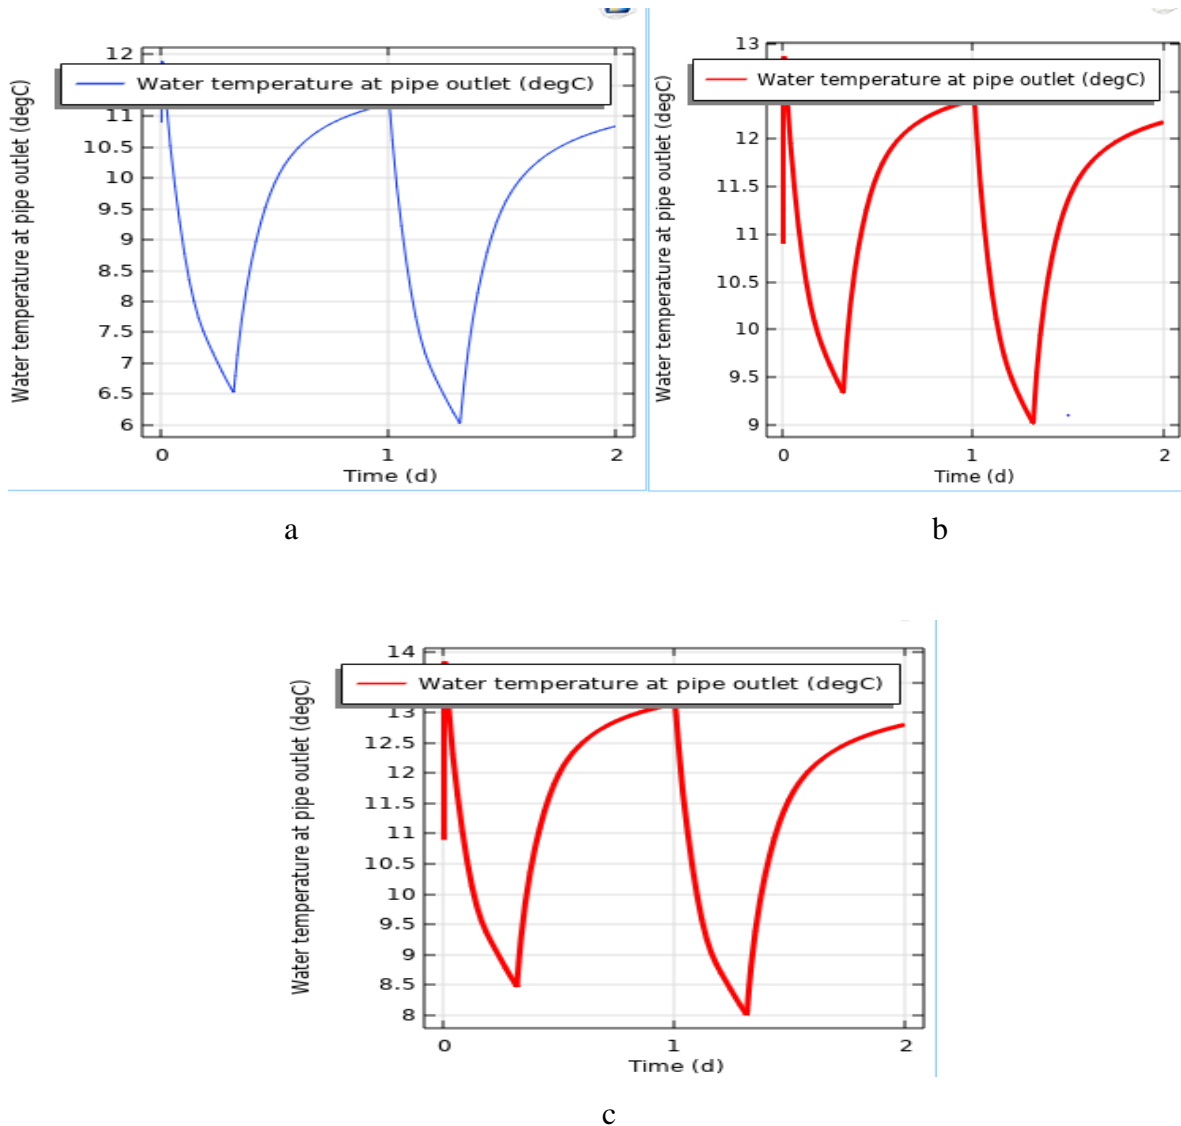 Water temperature at pipe outlet (degC)
12
Water temperature at pipe outlet (degC)
11
10.5
10
9.5
9
8.5
8
7.5
7
6.5
6
0 1 2
Time (d)
a
Water temperature at pipe outlet (degC)
13
Water temperature at pipe outlet (degC)
12
11.5
11
10.5
10
9.5
9
0 1 2
Time (d)
b
Water temperature at pipe outlet (degC)
14
Water temperature at pipe outlet (degC)
13
12.5
12
11.5
11
10.5
10
9.5
9
8.5
8
0 1 2
Time (d)
c